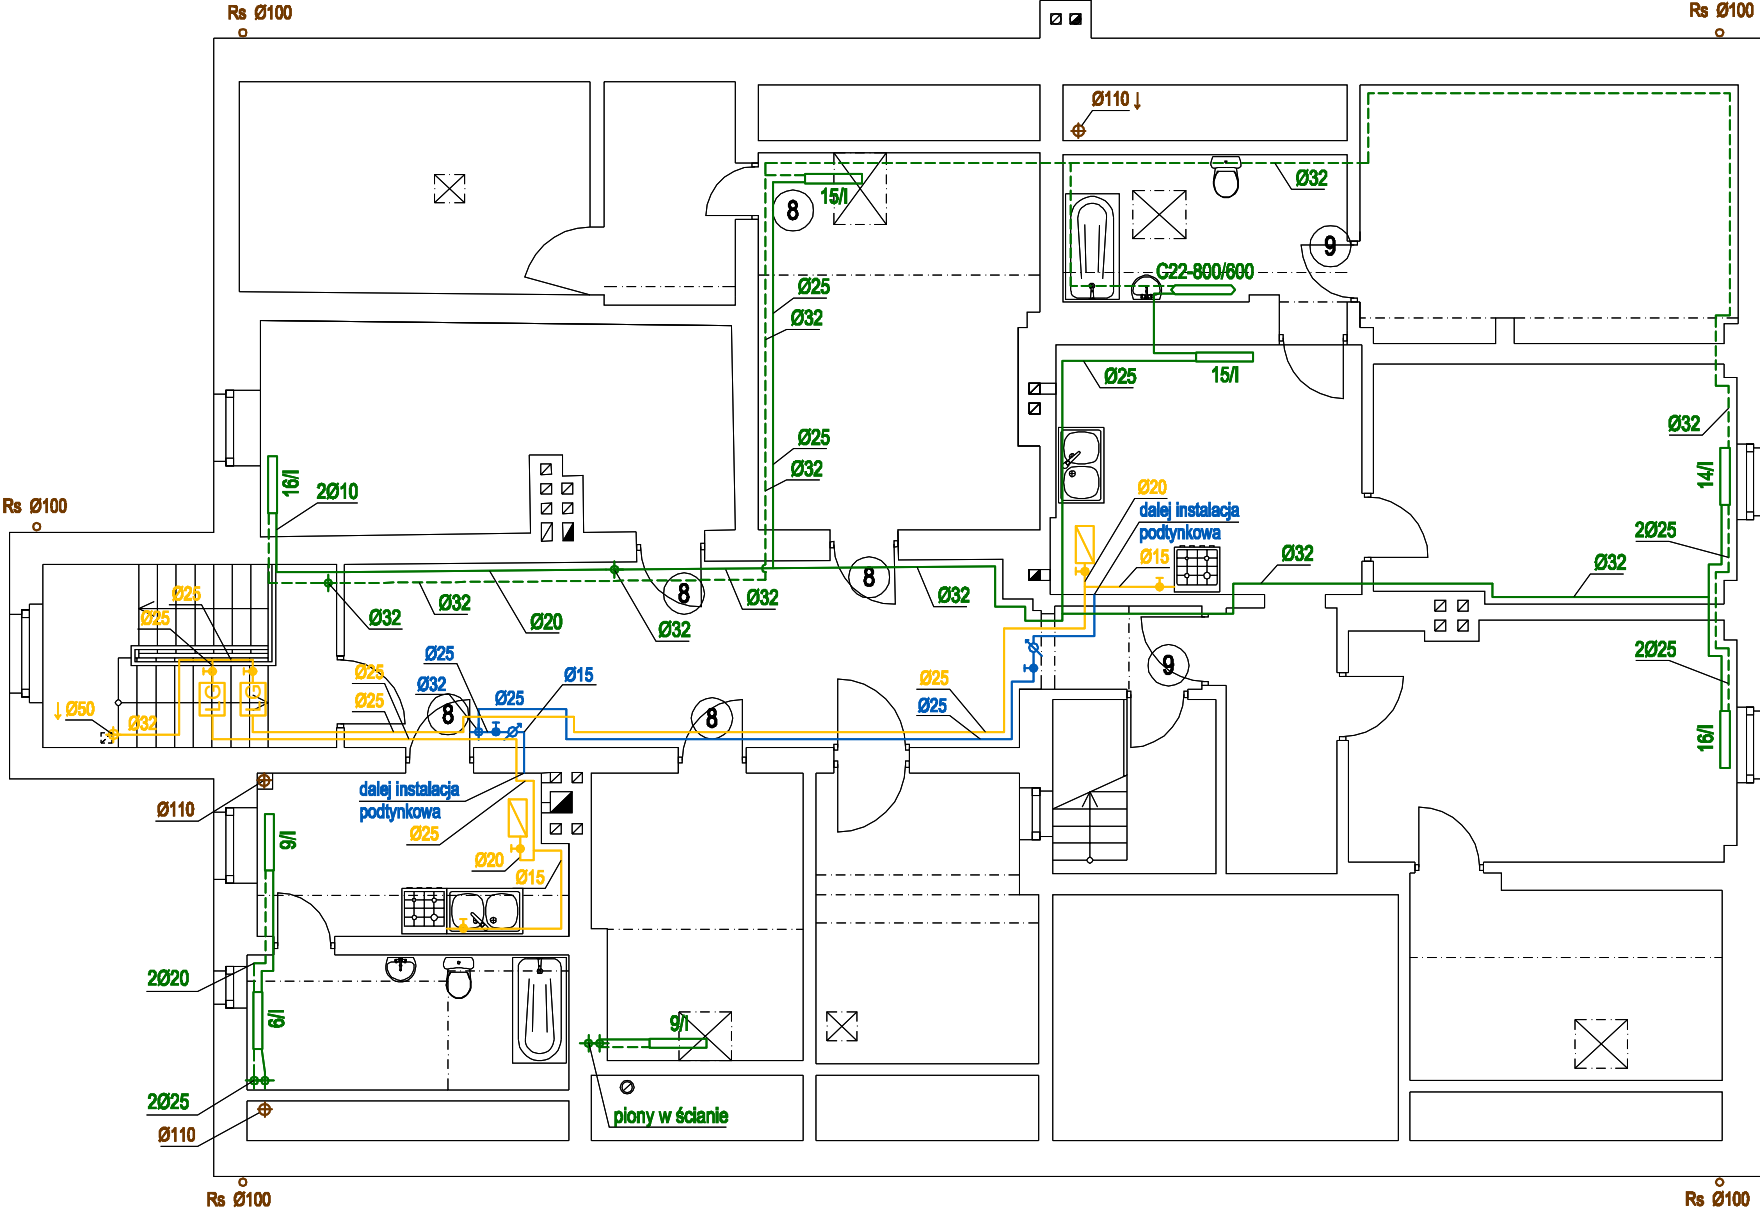 Rs Ø100
Rs Ø100
Ø110 ↓
Ø32
15/I
8
9
C22-800/600
Ø25
Ø32
Ø25
15/I
Ø32
Ø25
Ø32
14/I
16/I
2Ø10
Rs Ø100
Ø20
dalej instalacja
podtynkowa
Ø15
2Ø25
Ø32
Ø32
Ø25
Ø25
Ø32
Ø32
Ø20
8
Ø32
Ø32
8
Ø32
2Ø25
9
Ø25
Ø25
Ø25
Ø32
Ø25
Ø15
Ø25
Ø25
↓ Ø50
Ø32
G
G
8
8
16/I
dalej instalacja
podtynkowa
Ø110
Ø25
9/I
Ø20
Ø15
2Ø20
6/I
9/I
2Ø25
piony w ścianie
Ø110
Rs Ø100
Rs Ø100